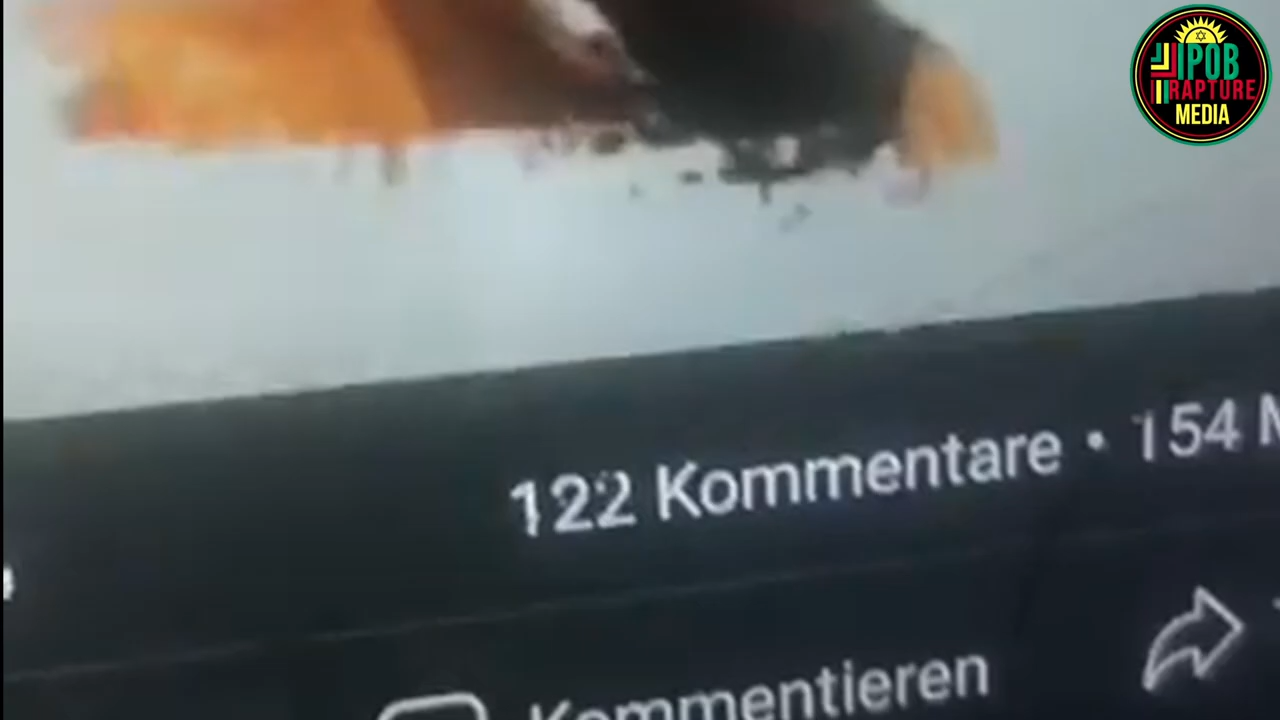 IPOB
RAPTURE
MEDIA
122 Kommentare • 154 M
Kommentieren